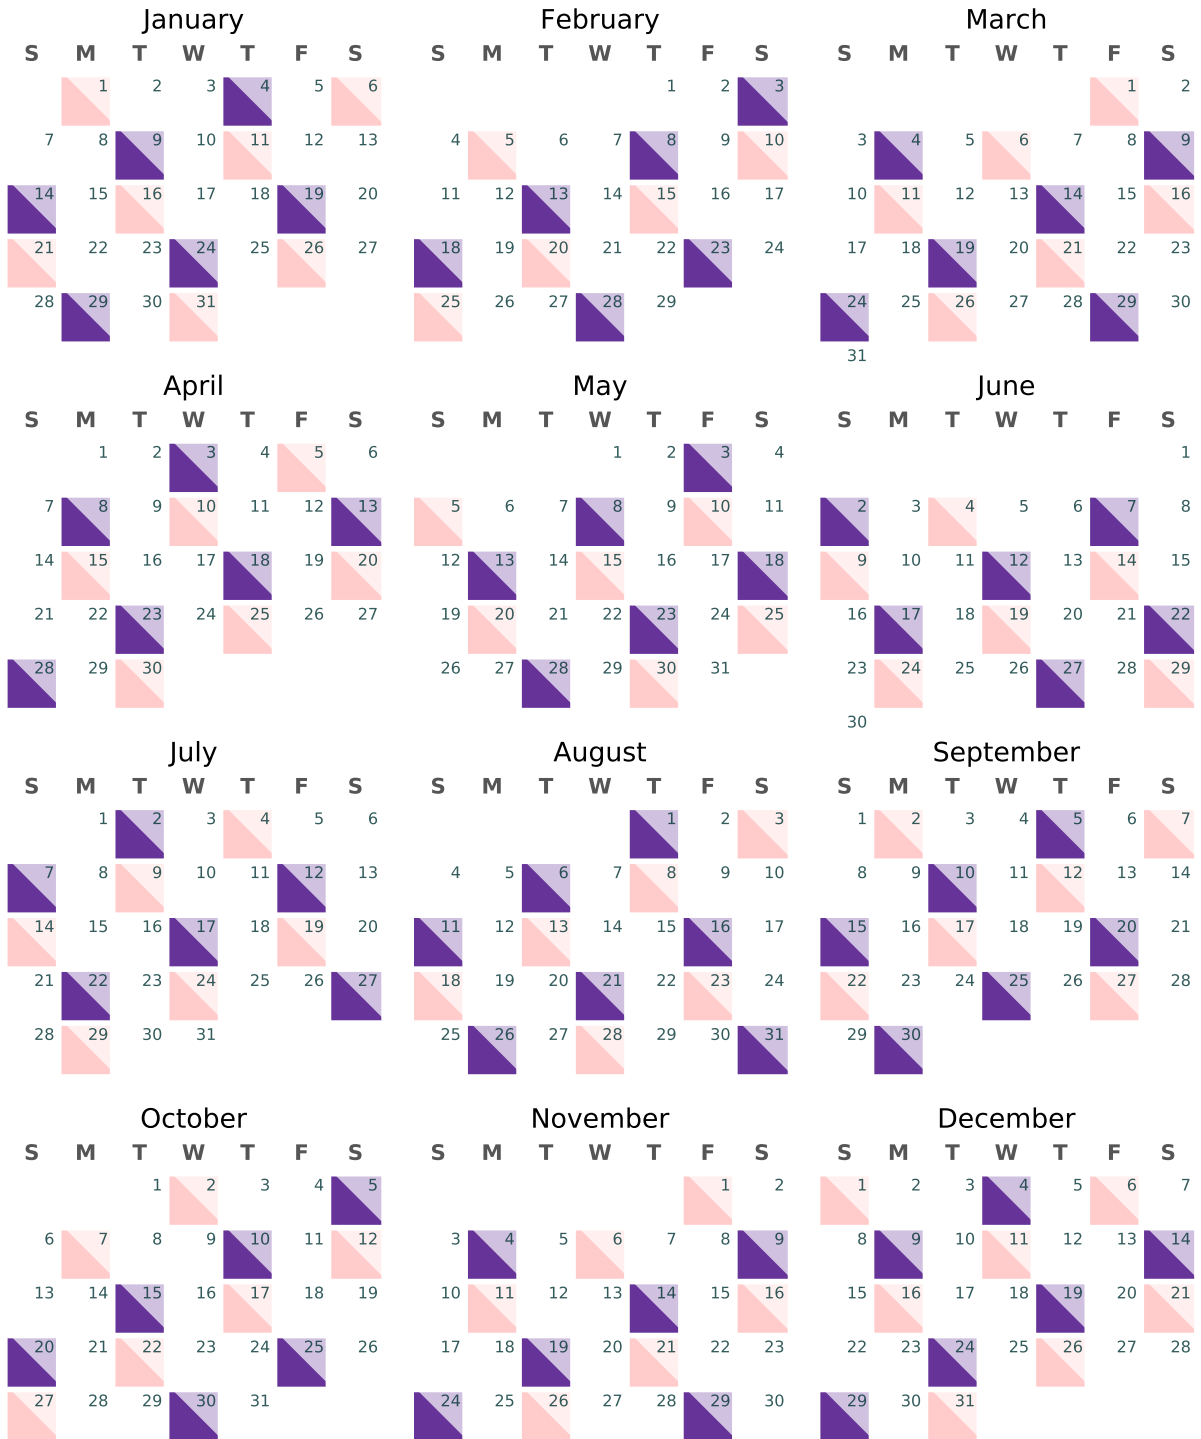 January February March
S M T W T F S S M T W T F S S M T W T F S
1 2 3 4 5 6 1 2 3 1 2
7 8 9 10 11 12 13 4 5 6 7 8 9 10 3 4 5 6 7 8 9
14 15 16 17 18 19 20 11 12 13 14 15 16 17 10 11 12 13 14 15 16
21 22 23 24 25 26 27 18 19 20 21 22 23 24 17 18 19 20 21 22 23
28 29 30 31 25 26 27 28 29 24 25 26 27 28 29 30
31
April May June
S M T W T F S S M T W T F S S M T W T F S
1 2 3 4 5 6 1 2 3 4 1
7 8 9 10 11 12 13 5 6 7 8 9 10 11 2 3 4 5 6 7 8
14 15 16 17 18 19 20 12 13 14 15 16 17 18 9 10 11 12 13 14 15
21 22 23 24 25 26 27 19 20 21 22 23 24 25 16 17 18 19 20 21 22
28 29 30 26 27 28 29 30 31 23 24 25 26 27 28 29
30
July August September
S M T W T F S S M T W T F S S M T W T F S
1 2 3 4 5 6 1 2 3 1 2 3 4 5 6 7
7 8 9 10 11 12 13 4 5 6 7 8 9 10 8 9 10 11 12 13 14
14 15 16 17 18 19 20 11 12 13 14 15 16 17 15 16 17 18 19 20 21
21 22 23 24 25 26 27 18 19 20 21 22 23 24 22 23 24 25 26 27 28
28 29 30 31 25 26 27 28 29 30 31 29 30
October November December
S M T W T F S S M T W T F S S M T W T F S
1 2 3 4 5 1 2 1 2 3 4 5 6 7
6 7 8 9 10 11 12 3 4 5 6 7 8 9 8 9 10 11 12 13 14
13 14 15 16 17 18 19 10 11 12 13 14 15 16 15 16 17 18 19 20 21
20 21 22 23 24 25 26 17 18 19 20 21 22 23 22 23 24 25 26 27 28
27 28 29 30 31 24 25 26 27 28 29 30 29 30 31